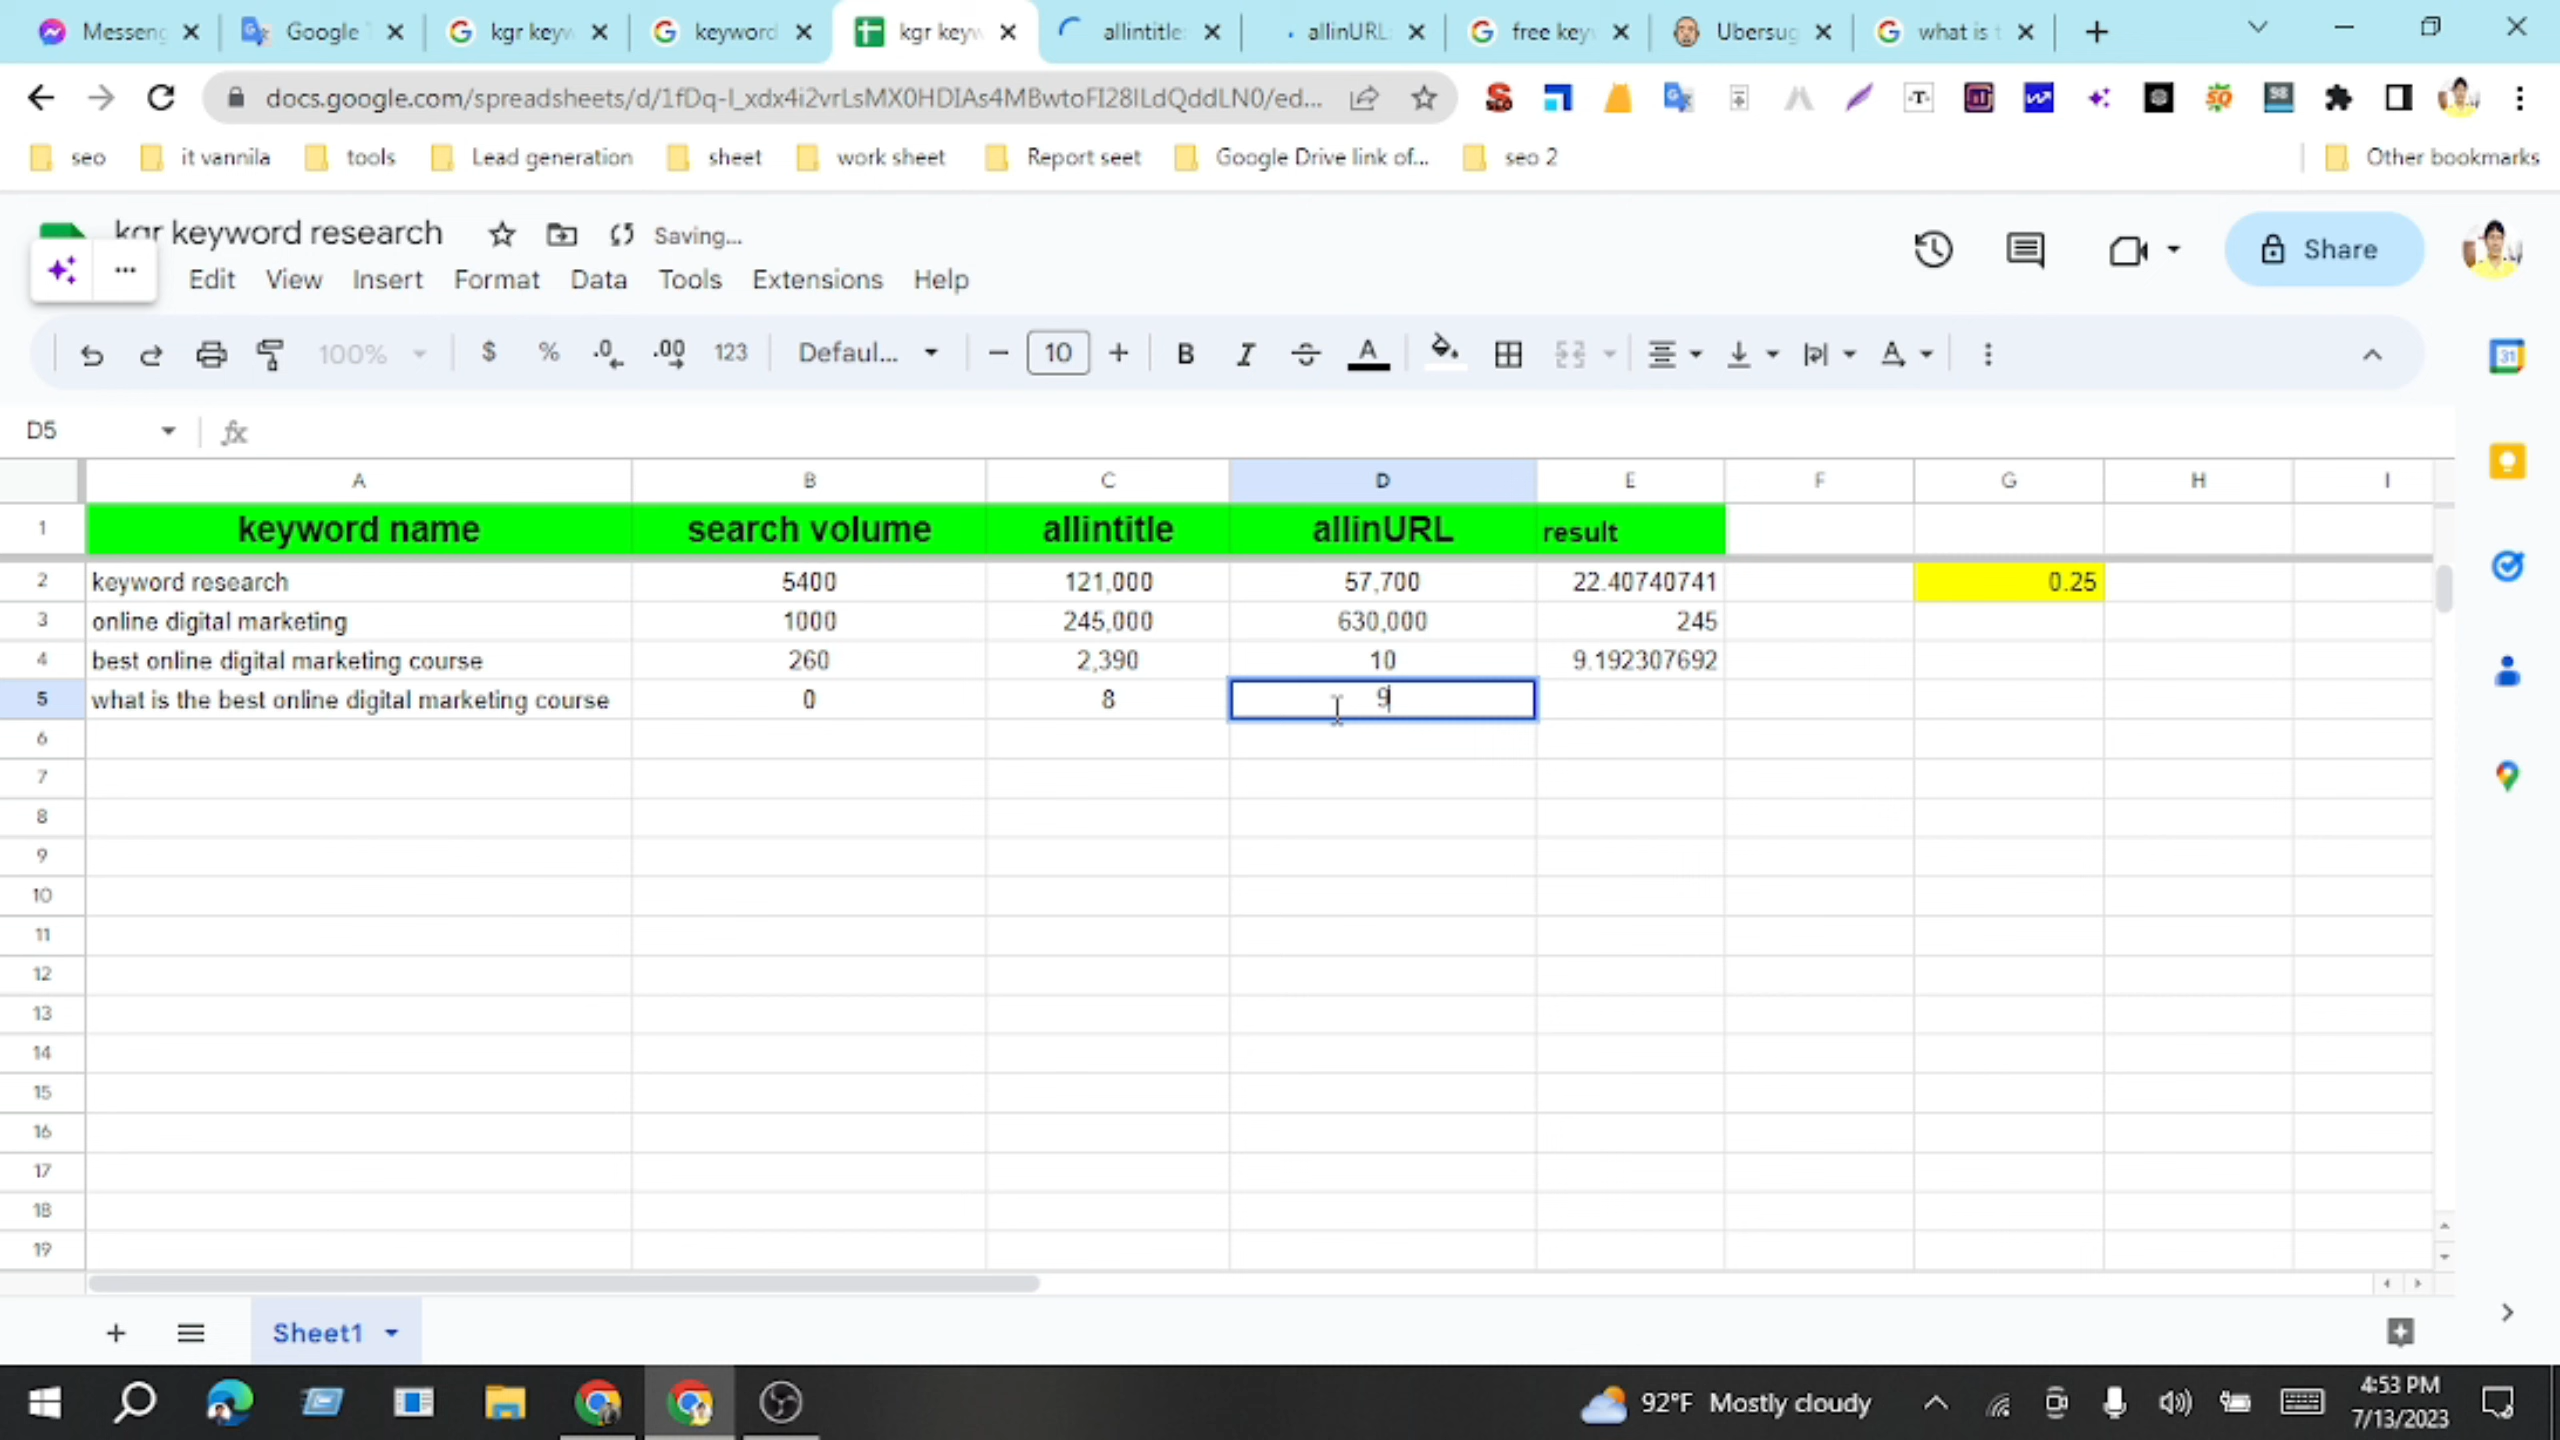 Messeng
Google T
kgr keyw
keyword
kgr keyw
allintitle:
allinURL:
free key
Ubersug
what is t
docs.google.com/spreadsheets/d/1fDq-l_xdx4i2vrLsMX0HDIAs4MBwtoFI28ILdQddLN0/ed...
seo
it vannila
tools
Lead generation
sheet
work sheet
Report seet
Google Drive link of...
seo 2
Other bookmarks
kgr keyword research
Saving...
Share
Edit View Insert Format Data Tools Extensions Help
100% $ % .0 .00 123 Defaul... 10 B I A
D5
A B C D E F G H I
1 keyword name search volume allintitle allinURL result
2 keyword research 5400 121,000 57,700 22.40740741 0.25
3 online digital marketing 1000 245,000 630,000 245
4 best online digital marketing course 260 2,390 10 9.192307692
5 what is the best online digital marketing course 0 8 9
6
7
8
9
10
11
12
13
14
15
16
17
18
19
Sheet1
92°F Mostly cloudy
4:53 PM
7/13/2023